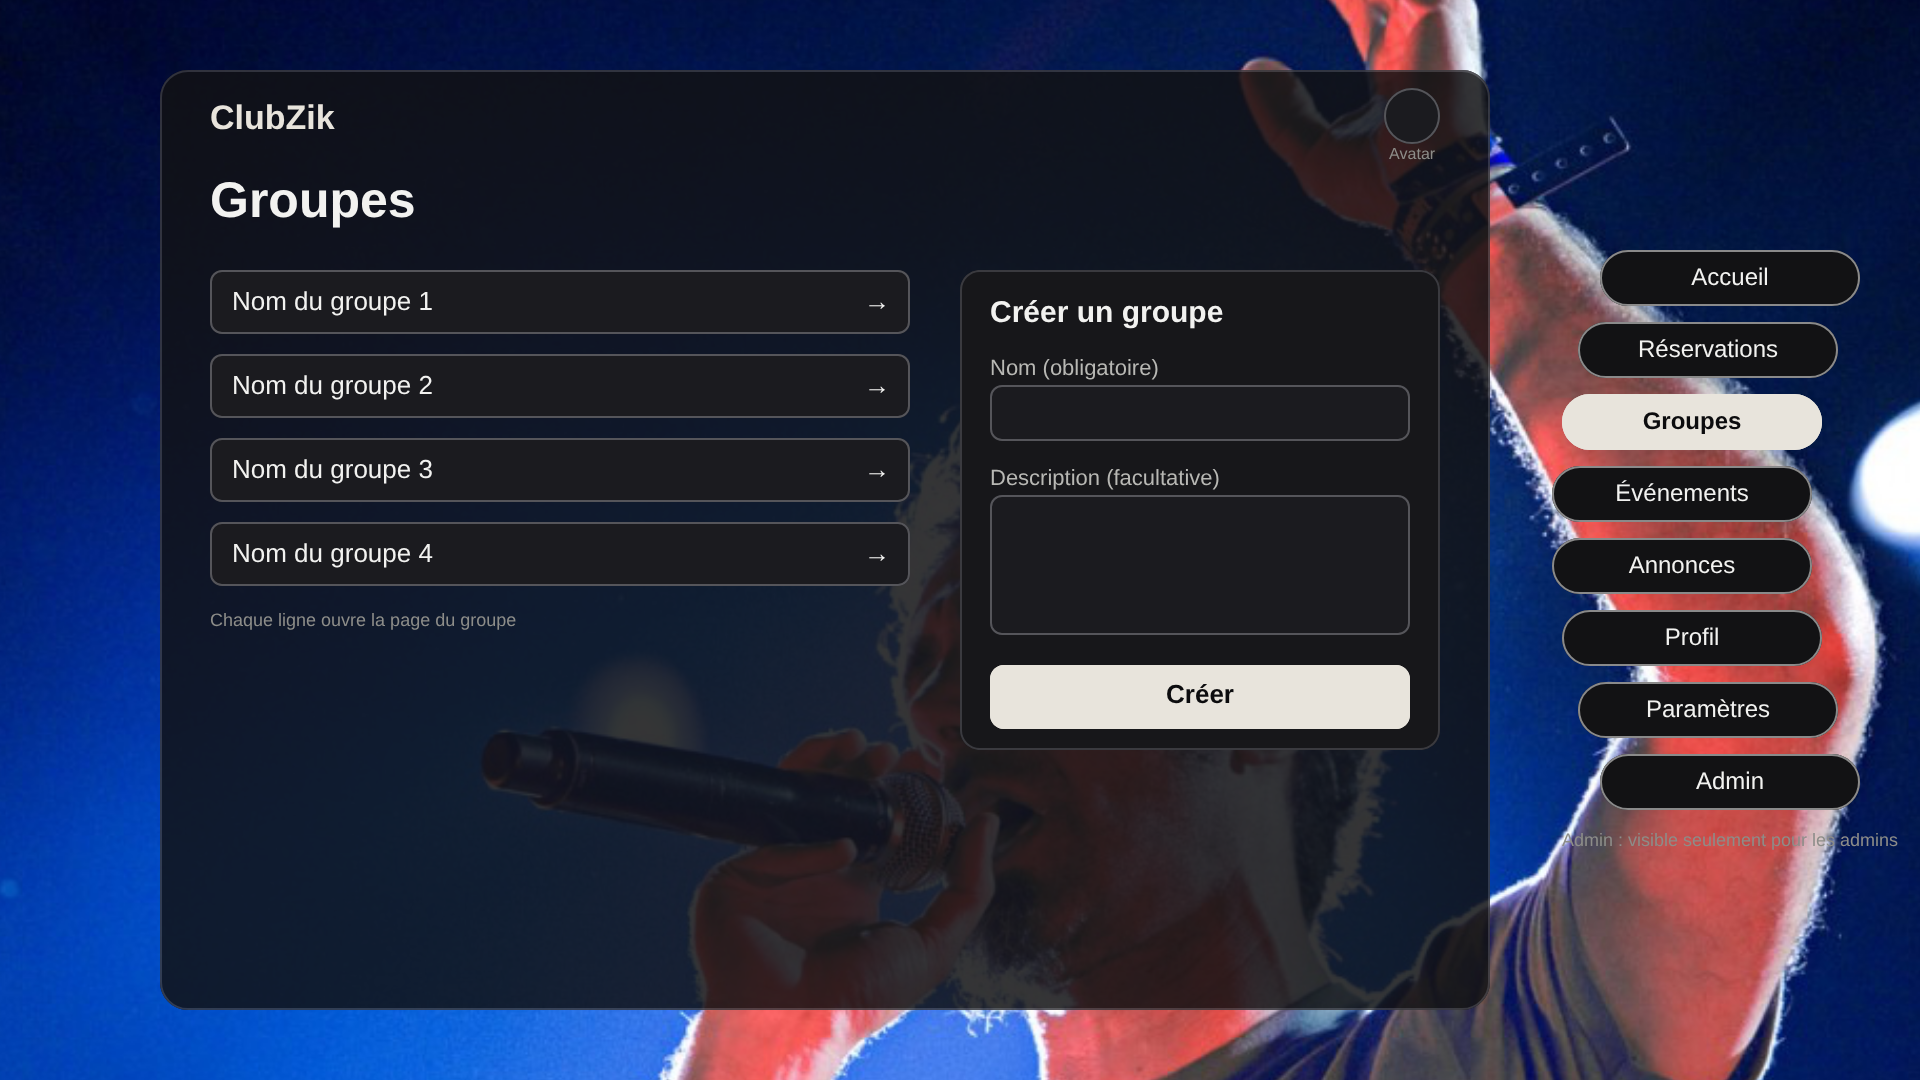 ClubZik
Avatar
Groupes
Nom du groupe 1 →
Nom du groupe 2 →
Nom du groupe 3 →
Nom du groupe 4 →
Chaque ligne ouvre la page du groupe
Créer un groupe
Nom (obligatoire)
Description (facultative)
Créer
Accueil
Réservations
Groupes
Événements
Annonces
Profil
Paramètres
Admin
Admin : visible seulement pour les admins